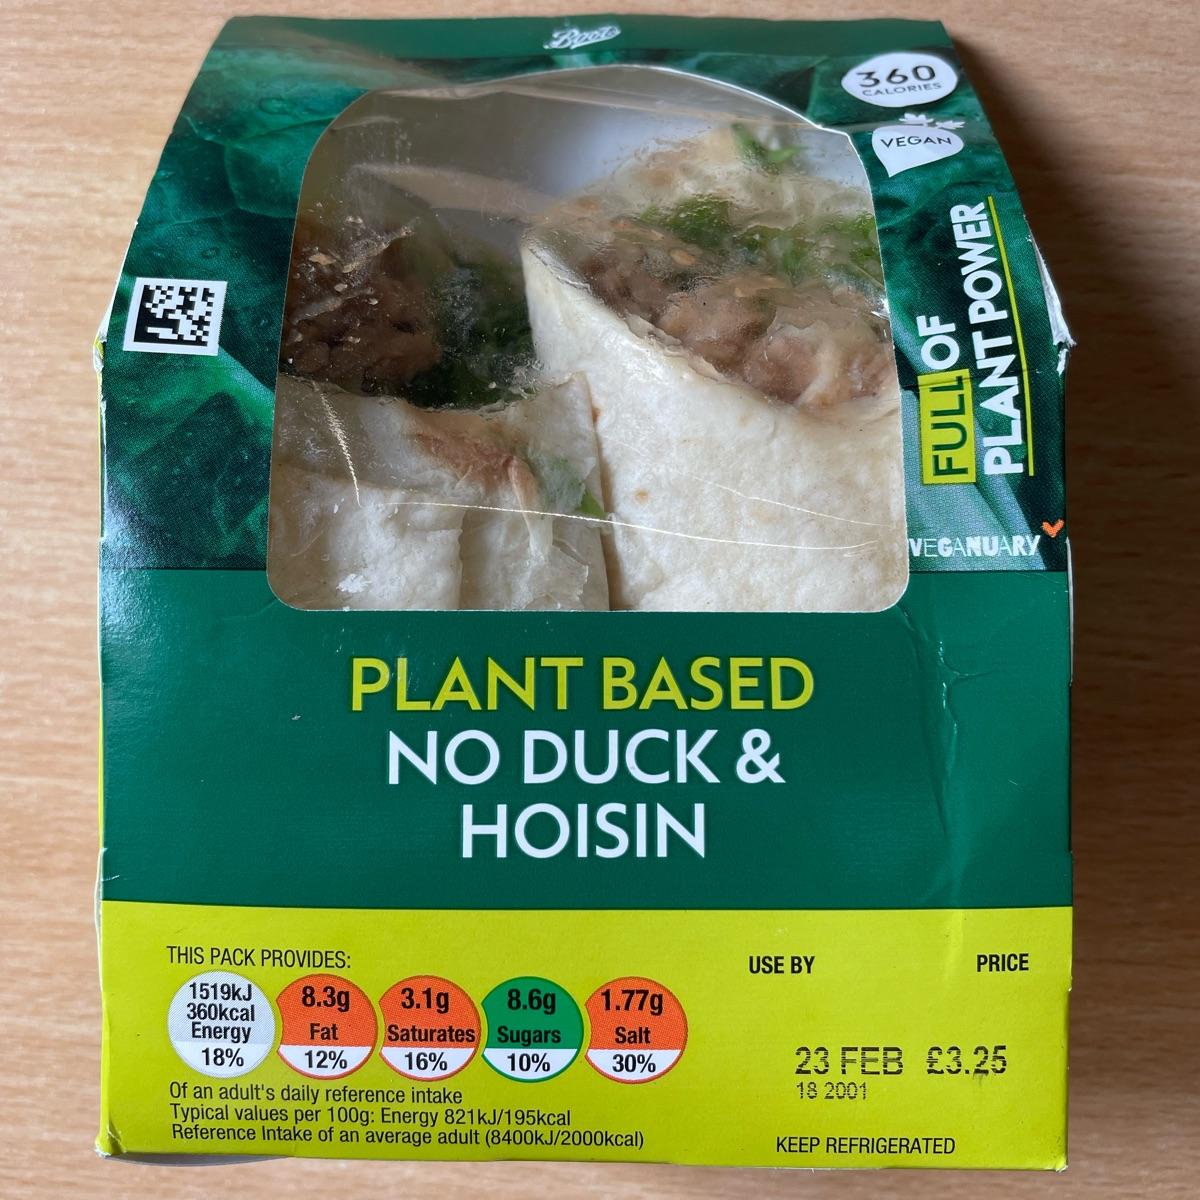 Boots
360
CALORIES
VEGAN
FULL OF
PLANT POWER
VEGANUARY
PLANT BASED
NO DUCK &
HOISIN
THIS PACK PROVIDES:
1519kJ
360kcal
Energy
18%
8.3g
Fat
12%
3.1g
Saturates
16%
8.6g
Sugars
10%
1.77g
Salt
30%
Of an adult's daily reference intake
Typical values per 100g: Energy 821kJ/195kcal
Reference Intake of an average adult (8400kJ/2000kcal)
USE BY
PRICE
23 FEB £3.25
18 2001
KEEP REFRIGERATED